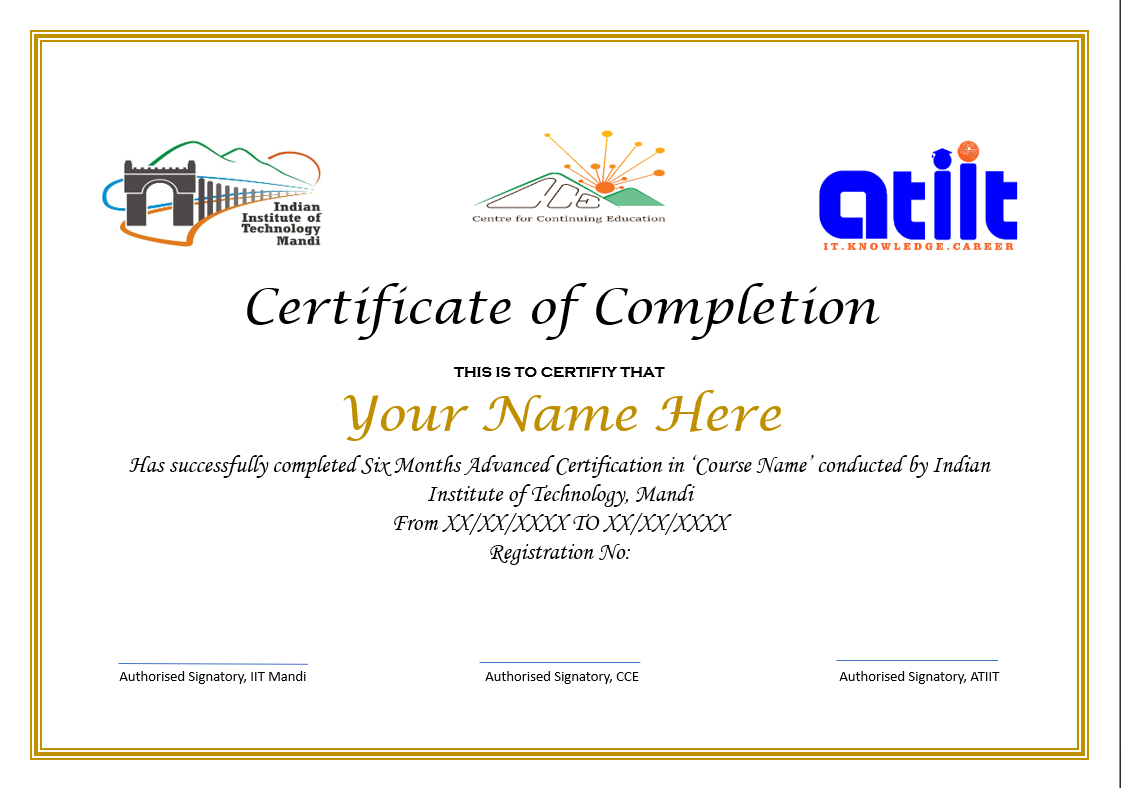 Indian
Institute of
Technology
Mandi
CCE
Centre for Continuing Education
atilt
IT.KNOWLEDGE.CAREER
Certificate of Completion
THIS IS TO CERTIFIY THAT
Your Name Here
Has successfully completed Six Months Advanced Certification in ‘Course Name’ conducted by Indian
Institute of Technology, Mandi
From XX/XX/XXXX TO XX/XX/XXXX
Registration No:
Authorised Signatory, IIT Mandi
Authorised Signatory, CCE
Authorised Signatory, ATIIT